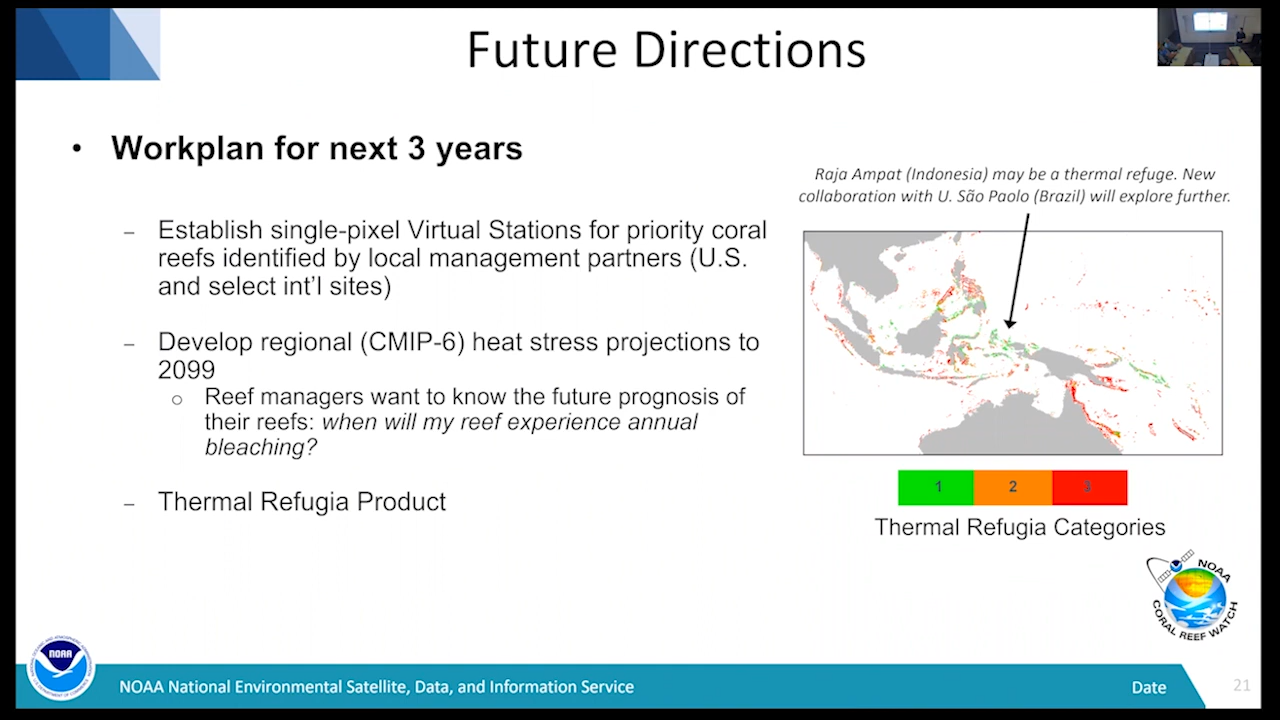 Future Directions
• Workplan for next 3 years
– Establish single-pixel Virtual Stations for priority coral
reefs identified by local management partners (U.S.
and select int'l sites)
– Develop regional (CMIP-6) heat stress projections to
2099
○ Reef managers want to know the future prognosis of
their reefs: when will my reef experience annual
bleaching?
– Thermal Refugia Product
Raja Ampat (Indonesia) may be a thermal refuge. New
collaboration with U. São Paolo (Brazil) will explore further.
1 2 3
Thermal Refugia Categories
NOAA
CORAL REEF WATCH
NOAA
NOAA National Environmental Satellite, Data, and Information Service
Date
21